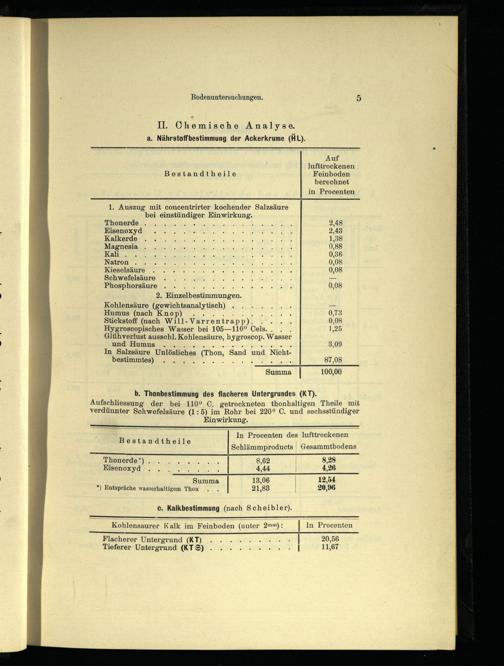 Bodenuntersuchungen. 5
II. Chemische Analyse.
a. Nährstoffbestimmung der Ackerkrume (H̆L).
Bestandtheile
Auf
lufttrockenen
Feinboden
berechnet
in Procenten
1. Auszug mit concentrirter kochender Salzsäure
bei einstündiger Einwirkung.
Thonerde . . . . . . . . . . . . . 2,48
Eisenoxyd . . . . . . . . . . . . . 2,43
Kalkerde . . . . . . . . . . . . . 1,38
Magnesia . . . . . . . . . . . . . 0,88
Kali . . . . . . . . . . . . . 0,36
Natron . . . . . . . . . . . . . 0,08
Kieselsäure . . . . . . . . . . . . . 0,08
Schwefelsäure . . . . . . . . . . . . . —
Phosphorsäure . . . . . . . . . . . . . 0,08
2. Einzelbestimmungen.
Kohlensäure (gewichtsanalytisch) . . . . . . —
Humus (nach Knop) . . . . . . . . . 0,73
Stickstoff (nach Will-Varrentrapp) . . . . 0,08
Hygroscopisches Wasser bei 105—110° Cels. . . . 1,25
Glühverlust ausschl. Kohlensäure, hygroscop. Wasser
und Humus . . . . . . . . . . . 3,09
In Salzsäure Unlösliches (Thon, Sand und Nicht-
bestimmtes) . . . . . . . . . . . 87,08
Summa 100,00
b. Thonbestimmung des flacheren Untergrundes (KT).
Aufschliessung der bei 110° C. getrockneten thonhaltigen Theile mit
verdünnter Schwefelsäure (1:5) im Rohr bei 220° C. und sechsstündiger
Einwirkung.
Bestandtheile
In Procenten des lufttrockenen
Schlämmproducts Gesammtbodens
Thonerde*) . . . . . . . 8,62 8,28
Eisenoxyd . . . . . . . 4,44 4,26
Summa 13,06 12,54
*) Entspräche wasserhaltigem Thon . . 21,83 20,96
c. Kalkbestimmung (nach Scheibler).
Kohlensaurer Kalk im Feinboden (unter 2mm): In Procenten
Flacherer Untergrund (KT) . . . . . . . . . 20,56
Tieferer Untergrund (KT) . . . . . . . . . 11,67